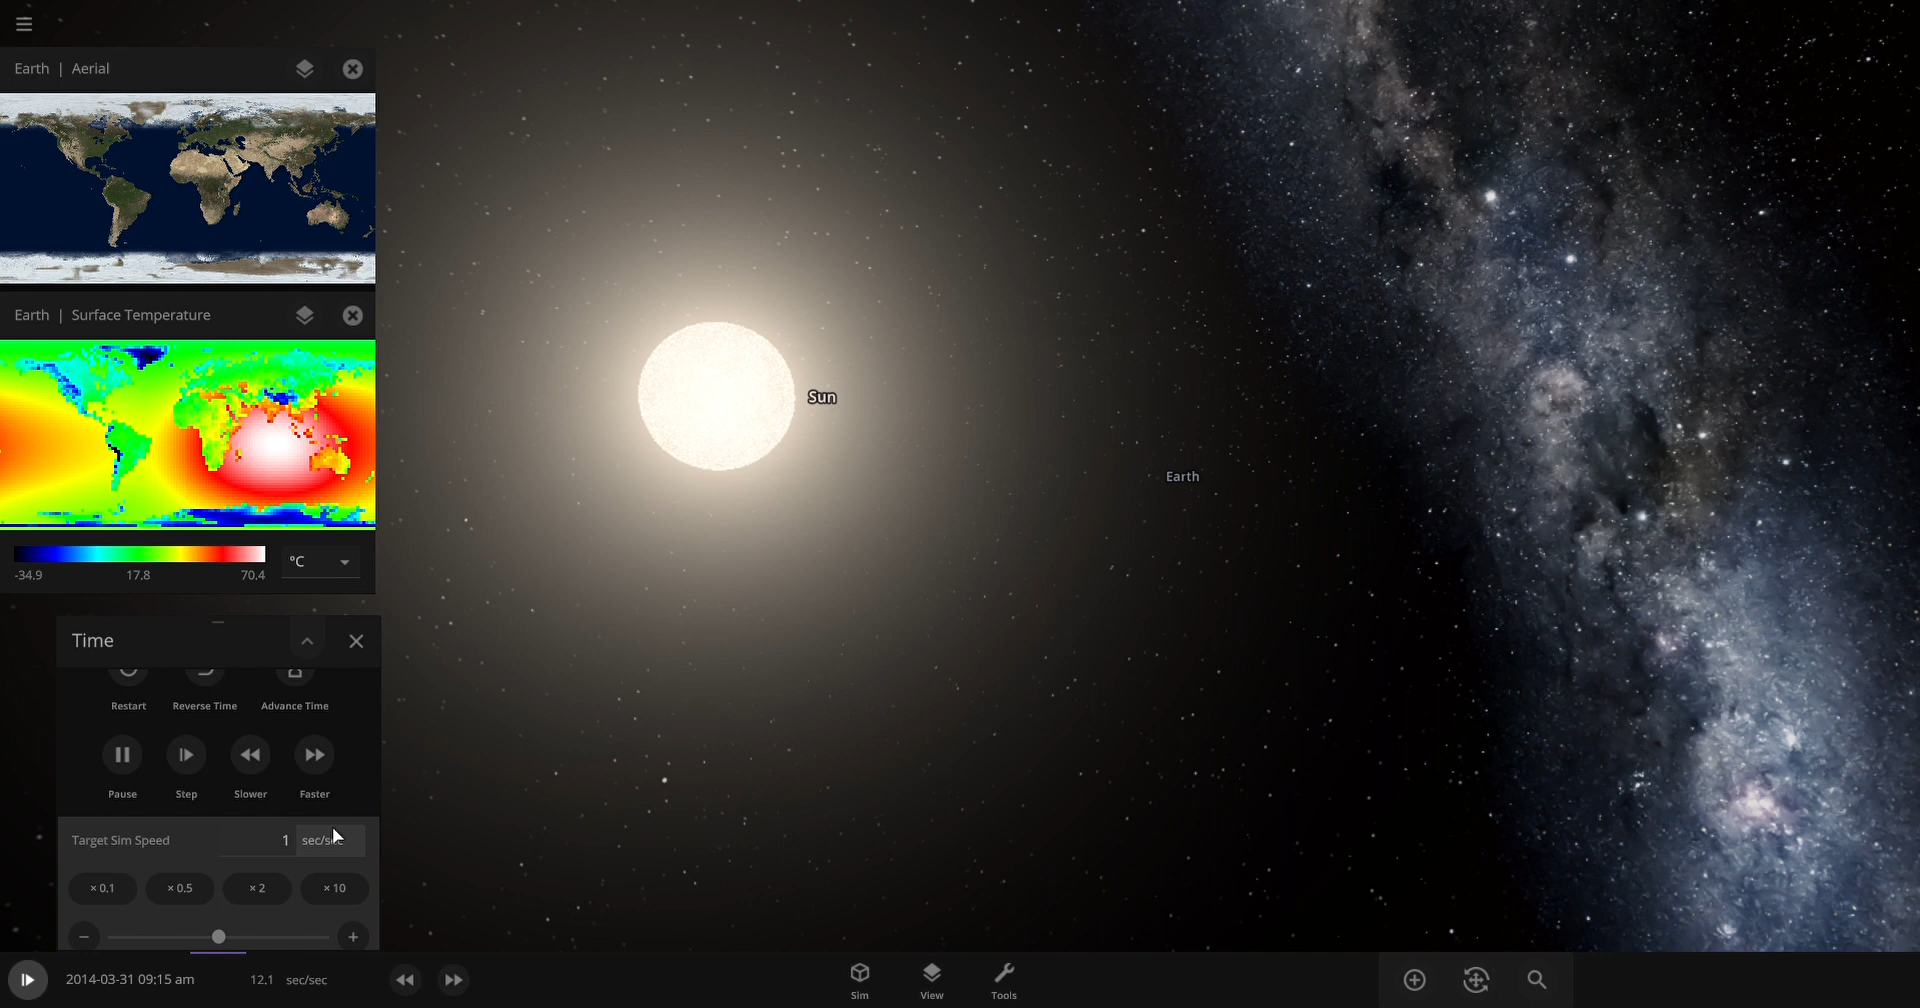 Earth | Aerial
Earth | Surface Temperature
-34.9 17.8 70.4
°C
Time
Restart Reverse Time Advance Time
Pause Step Slower Faster
Target Sim Speed 1 sec/sec
× 0.1 × 0.5 × 2 × 10
2014-03-31 09:15 am 12.1 sec/sec
Sim View Tools
Sun
Earth